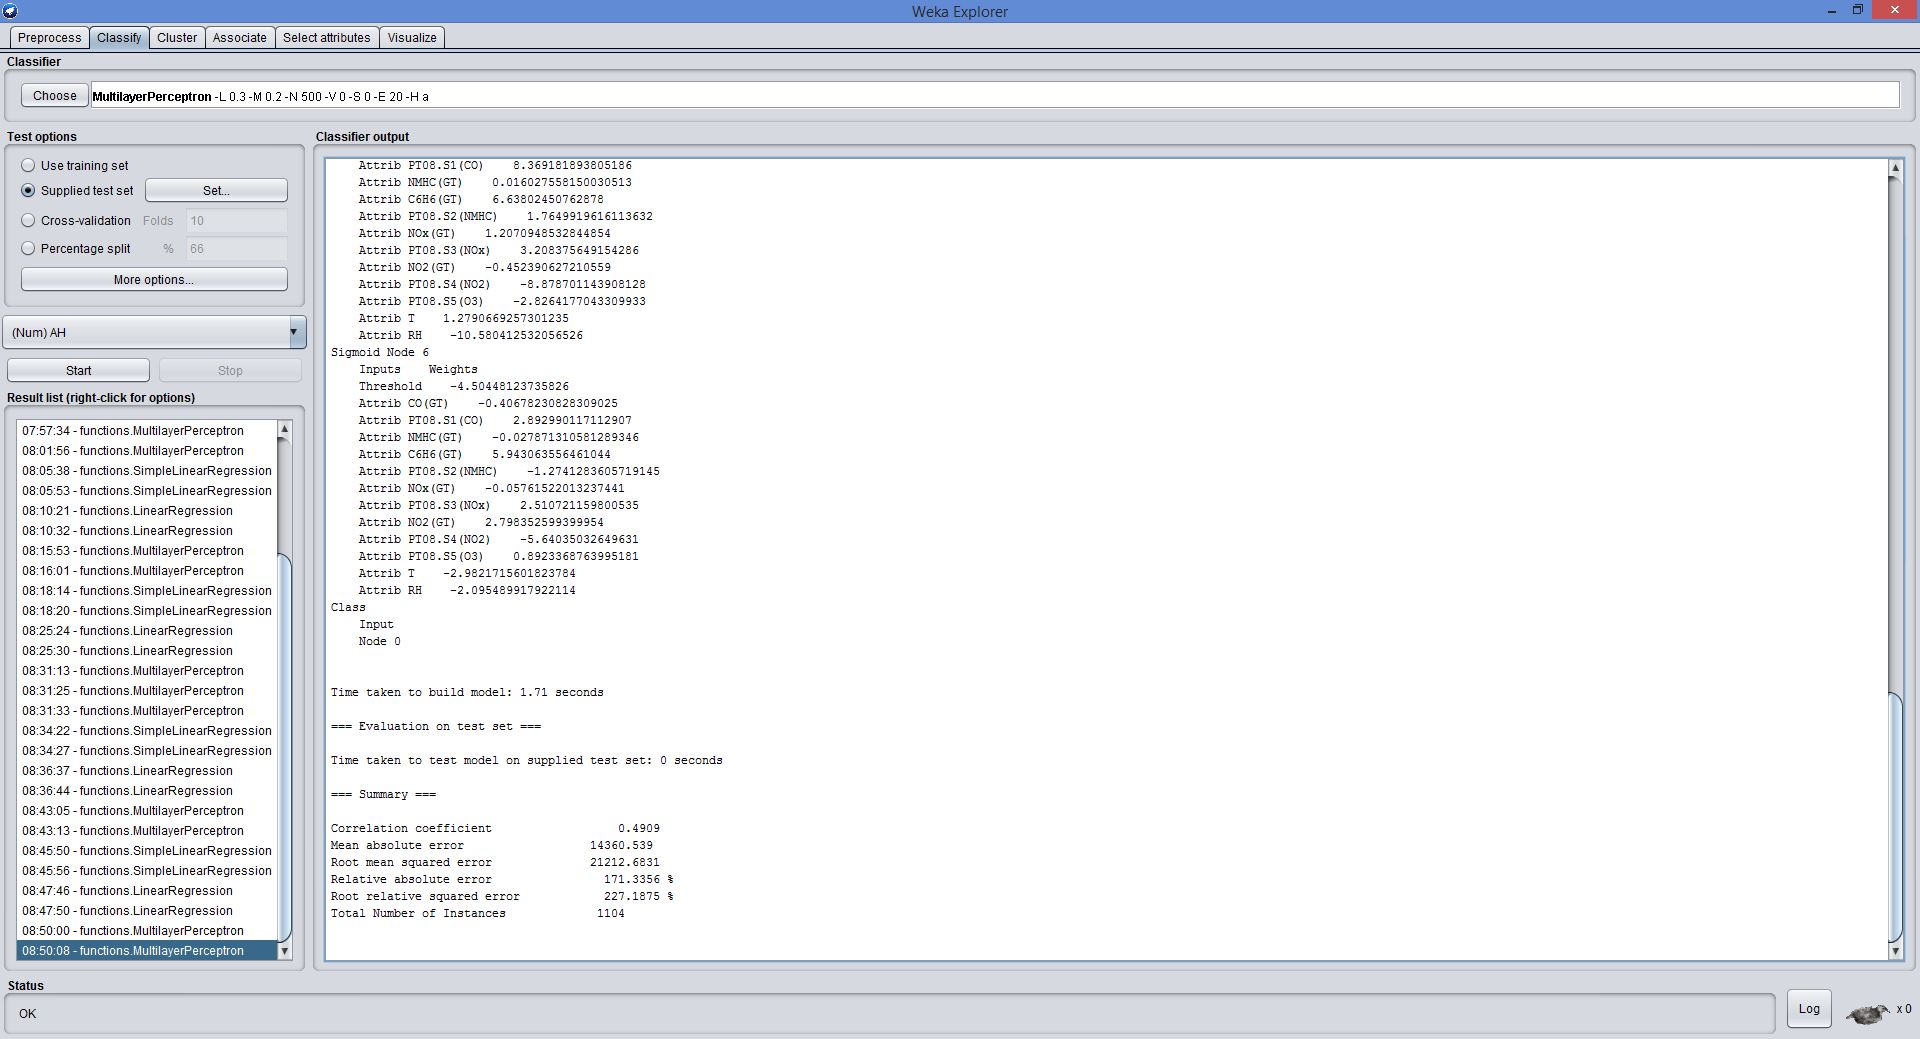 Weka Explorer
Preprocess Classify Cluster Associate Select attributes Visualize
Classifier
Choose MultilayerPerceptron -L 0.3 -M 0.2 -N 500 -V 0 -S 0 -E 20 -H a
Test options
Use training set
Supplied test set Set...
Cross-validation Folds 10
Percentage split % 66
More options...
(Num) AH
Start Stop
Result list (right-click for options)
07:57:34 - functions.MultilayerPerceptron
08:01:56 - functions.MultilayerPerceptron
08:05:38 - functions.SimpleLinearRegression
08:05:53 - functions.SimpleLinearRegression
08:10:21 - functions.LinearRegression
08:10:32 - functions.LinearRegression
08:15:53 - functions.MultilayerPerceptron
08:16:01 - functions.MultilayerPerceptron
08:18:14 - functions.SimpleLinearRegression
08:18:20 - functions.SimpleLinearRegression
08:25:24 - functions.LinearRegression
08:25:30 - functions.LinearRegression
08:31:13 - functions.MultilayerPerceptron
08:31:25 - functions.MultilayerPerceptron
08:31:33 - functions.MultilayerPerceptron
08:34:22 - functions.SimpleLinearRegression
08:34:27 - functions.SimpleLinearRegression
08:36:37 - functions.LinearRegression
08:36:44 - functions.LinearRegression
08:43:05 - functions.MultilayerPerceptron
08:43:13 - functions.MultilayerPerceptron
08:45:50 - functions.SimpleLinearRegression
08:45:56 - functions.SimpleLinearRegression
08:47:46 - functions.LinearRegression
08:47:50 - functions.LinearRegression
08:50:00 - functions.MultilayerPerceptron
08:50:08 - functions.MultilayerPerceptron
Classifier output
Attrib PT08.S1(CO) 8.369181893805186
Attrib NMHC(GT) 0.016027558150030513
Attrib C6H6(GT) 6.63802450762878
Attrib PT08.S2(NMHC) 1.7649919616113632
Attrib NOx(GT) 1.2070948532844854
Attrib PT08.S3(NOx) 3.208375649154286
Attrib NO2(GT) -0.452390627210559
Attrib PT08.S4(NO2) -8.878701143908128
Attrib PT08.S5(O3) -2.8264177043309933
Attrib T 1.2790669257301235
Attrib RH -10.580412532056526
Sigmoid Node 6
Inputs Weights
Threshold -4.50448123735826
Attrib CO(GT) -0.40678230828309025
Attrib PT08.S1(CO) 2.892990117112907
Attrib NMHC(GT) -0.027871310581289346
Attrib C6H6(GT) 5.943063556461044
Attrib PT08.S2(NMHC) -1.2741283605719145
Attrib NOx(GT) -0.05761522013237441
Attrib PT08.S3(NOx) 2.510721159800535
Attrib NO2(GT) 2.798352599399954
Attrib PT08.S4(NO2) -5.64035032649631
Attrib PT08.S5(O3) 0.8923368763995181
Attrib T -2.9821715601823784
Attrib RH -2.095489917922114
Class
Input
Node 0
Time taken to build model: 1.71 seconds
=== Evaluation on test set ===
Time taken to test model on supplied test set: 0 seconds
=== Summary ===
Correlation coefficient 0.4909
Mean absolute error 14360.539
Root mean squared error 21212.6831
Relative absolute error 171.3356 %
Root relative squared error 227.1875 %
Total Number of Instances 1104
Status
OK
Log x 0